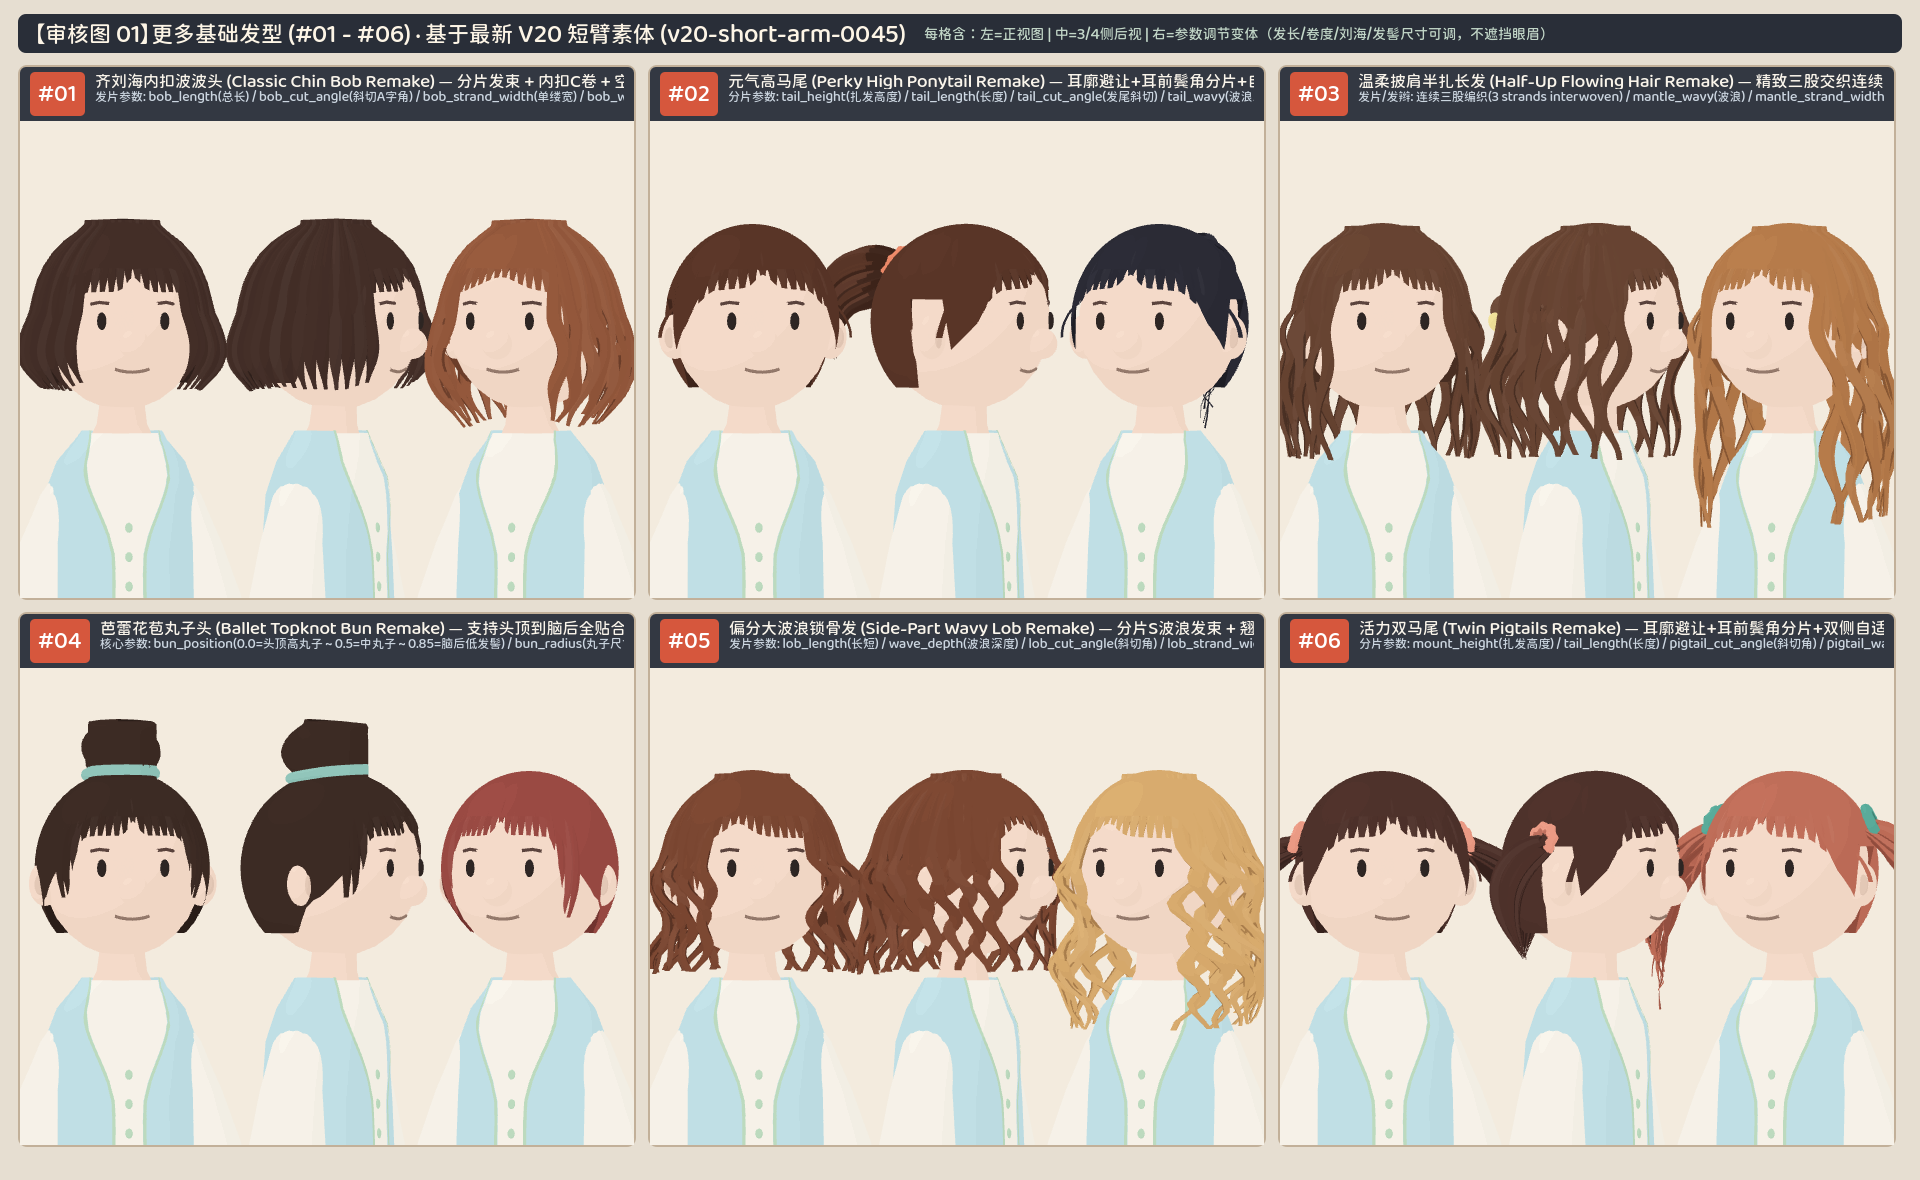 【审核图 01】更多基础发型 (#01 - #06) · 基于最新 V20 短臂素体 (v20-short-arm-0045)
每格含：左=正视图 | 中=3/4侧后视 | 右=参数调节变体（发长/卷度/刘海/发髻尺寸可调，不遮挡眼眉）
#01
齐刘海内扣波波头 (Classic Chin Bob Remake) — 分片发束 + 内扣C卷 + 空
发片参数: bob_length(总长) / bob_cut_angle(斜切A字角) / bob_strand_width(单缕宽) / bob_w
#02
元气高马尾 (Perky High Ponytail Remake) — 耳廓避让+耳前鬓角分片+
分片参数: tail_height(扎发高度) / tail_length(长度) / tail_cut_angle(发尾斜切) / tail_wavy(波浪
#03
温柔披肩半扎长发 (Half-Up Flowing Hair Remake) — 精致三股交织连续
发片/发辫: 连续三股编织(3 strands interwoven) / mantle_wavy(波浪) / mantle_strand_width
#04
芭蕾花苞丸子头 (Ballet Topknot Bun Remake) — 支持头顶到脑后全贴合
核心参数: bun_position(0.0=头顶高丸子 ~ 0.5=中丸子 ~ 0.85=脑后低发髻) / bun_radius(丸子尺
#05
偏分大波浪锁骨发 (Side-Part Wavy Lob Remake) — 分片S波浪发束 + 翘
发片参数: lob_length(长短) / wave_depth(波浪深度) / lob_cut_angle(斜切角) / lob_strand_wi
#06
活力双马尾 (Twin Pigtails Remake) — 耳廓避让+耳前鬓角分片+双侧自适
分片参数: mount_height(扎发高度) / tail_length(长度) / pigtail_cut_angle(斜切角) / pigtail_wa